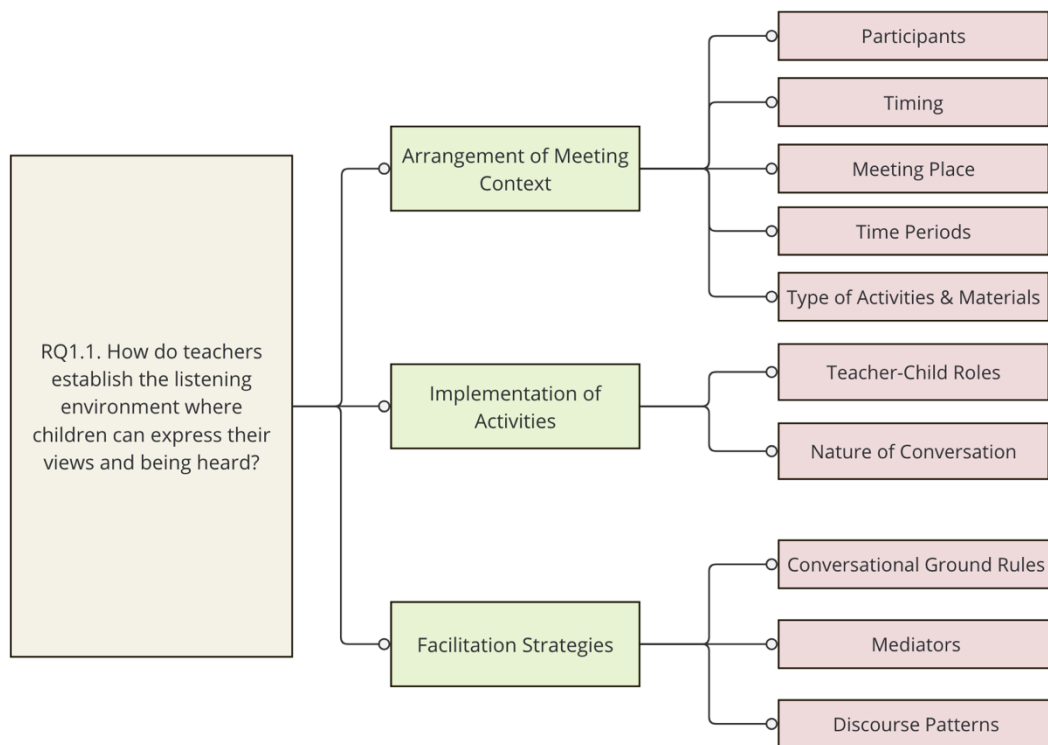 RQ1.1. How do teachers
establish the listening
environment where
children can express their
views and being heard?
Arrangement of Meeting
Context
Participants
Timing
Meeting Place
Time Periods
Type of Activities & Materials
Implementation of
Activities
Teacher-Child Roles
Nature of Conversation
Facilitation Strategies
Conversational Ground Rules
Mediators
Discourse Patterns